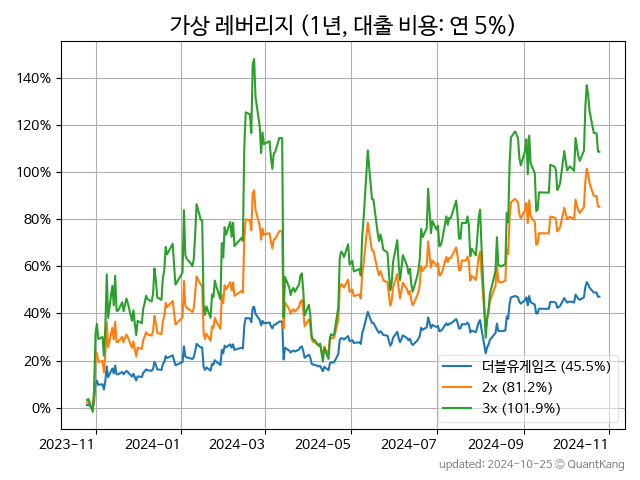 가상 레버리지 (1년, 대출 비용: 연 5%)
140%
120%
100%
80%
60%
40%
20%
0%
더블유게임즈 (45.5%)
2x (81.2%)
3x (101.9%)
2023-11 2024-01 2024-03 2024-05 2024-07 2024-09 2024-11
updated: 2024-10-25 © QuantKang